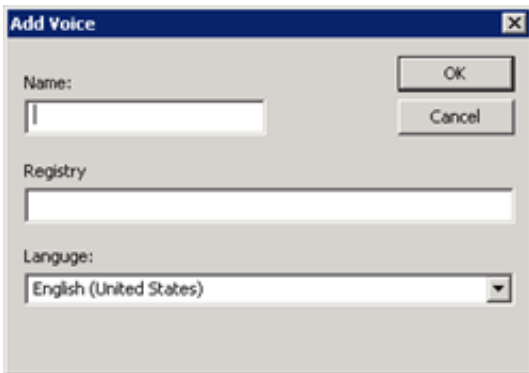 Add Voice
Name:
OK
Cancel
Registry
Languge:
English (United States)